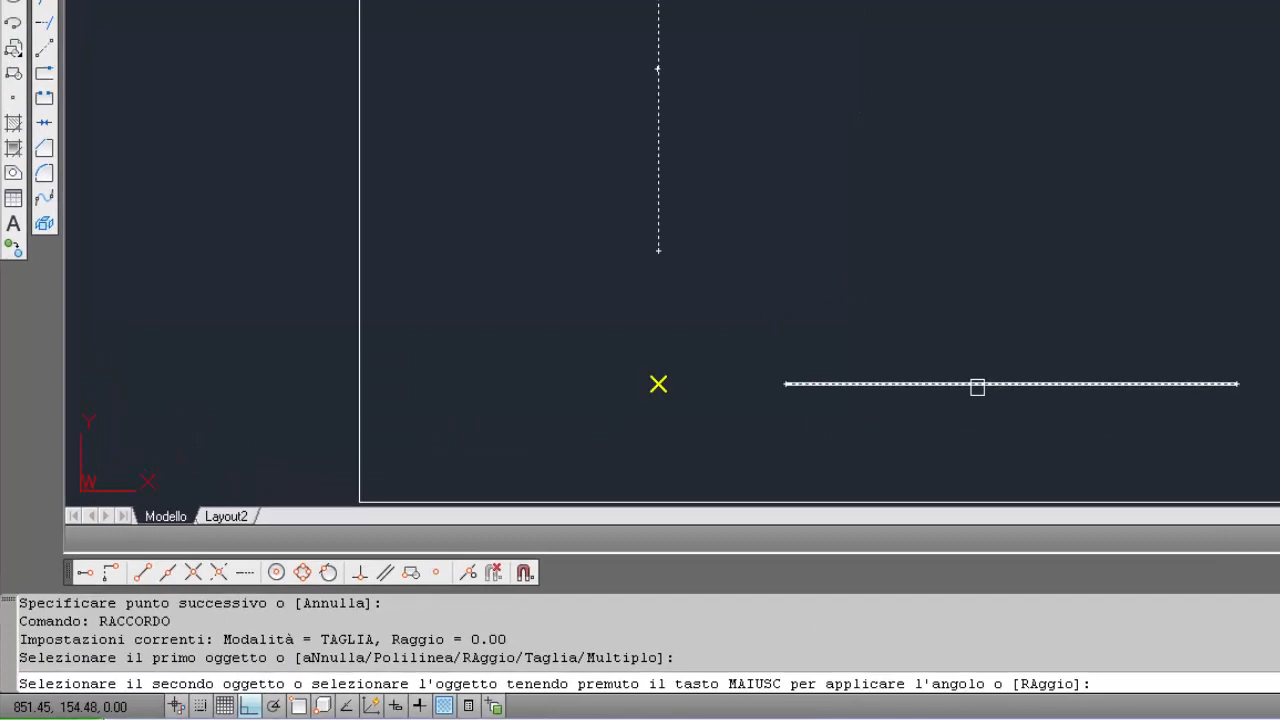 A
Y
W
X
Modello
Layout2
Specificare punto successivo o [Annulla]:
Comando: RACCORDO
Impostazioni correnti: Modalità = TAGLIA, Raggio = 0.00
Selezionare il primo oggetto o [aNnulla/Polilinea/RAggio/Taglia/Multiplo]:
Selezionare il secondo oggetto o selezionare l'oggetto tenendo premuto il tasto MAIUSC per applicare l'angolo o [RAggio]:
851.45, 154.48, 0.00